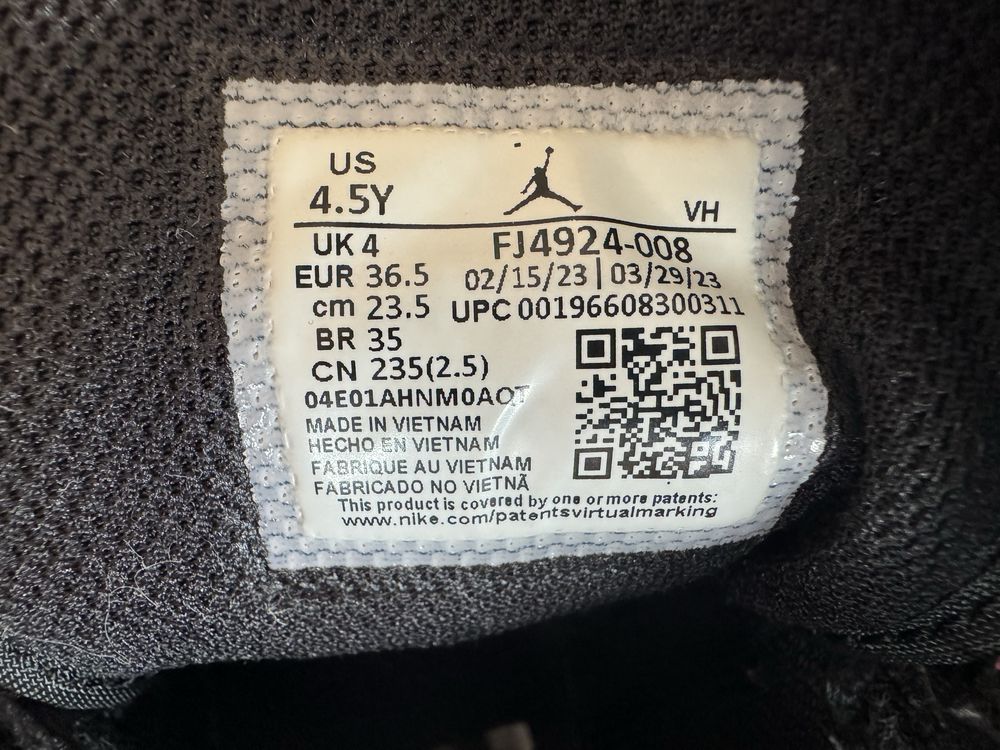 US
4.5Y
VH
UK 4
FJ4924-008
EUR 36.5
02/15/23 | 03/29/23
cm 23.5
UPC 00196608300311
BR 35
CN 235(2.5)
04E01AHNM0AOT
MADE IN VIETNAM
HECHO EN VIETNAM
FABRIQUE AU VIETNAM
FABRICADO NO VIETNÃ
This product is covered by one or more patents:
www.nike.com/patentsvirtualmarking